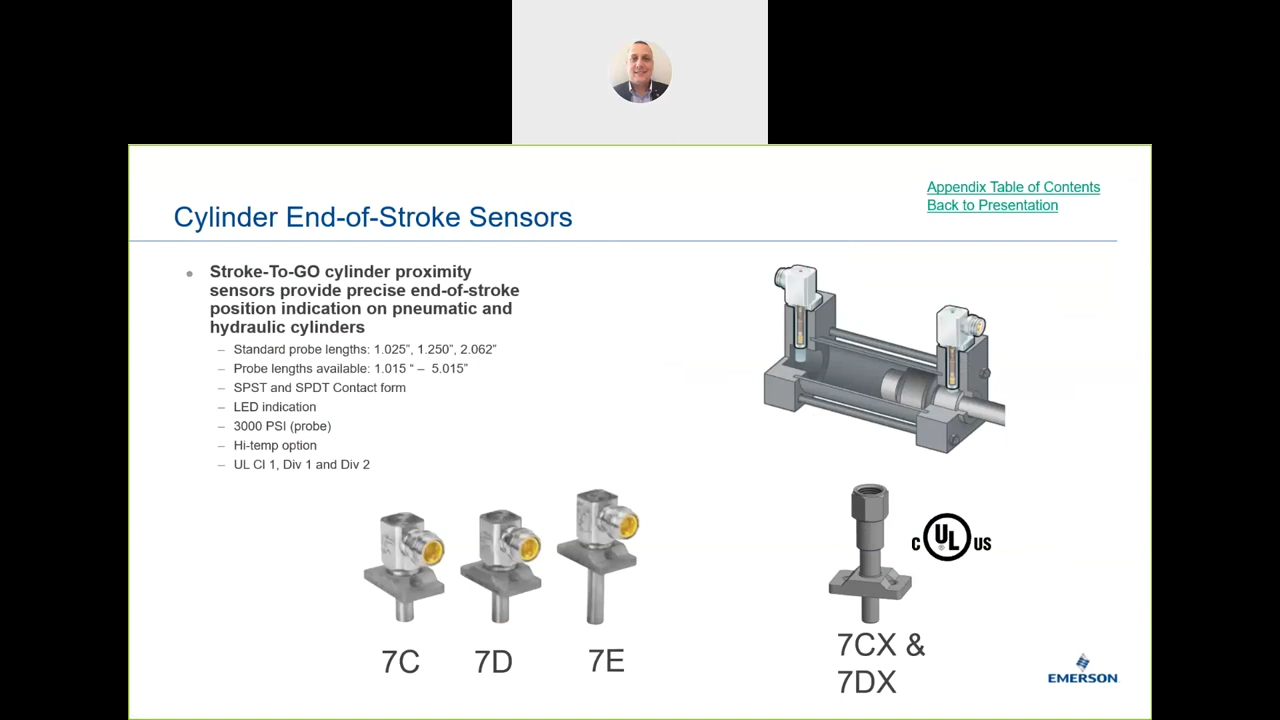 Appendix Table of Contents
Back to Presentation
Cylinder End-of-Stroke Sensors
• Stroke-To-GO cylinder proximity
sensors provide precise end-of-stroke
position indication on pneumatic and
hydraulic cylinders
– Standard probe lengths: 1.025”, 1.250”, 2.062”
– Probe lengths available: 1.015 “ – 5.015”
– SPST and SPDT Contact form
– LED indication
– 3000 PSI (probe)
– Hi-temp option
– UL Cl 1, Div 1 and Div 2
C UL ® US
7C
7D
7E
7CX &
7DX
EMERSON